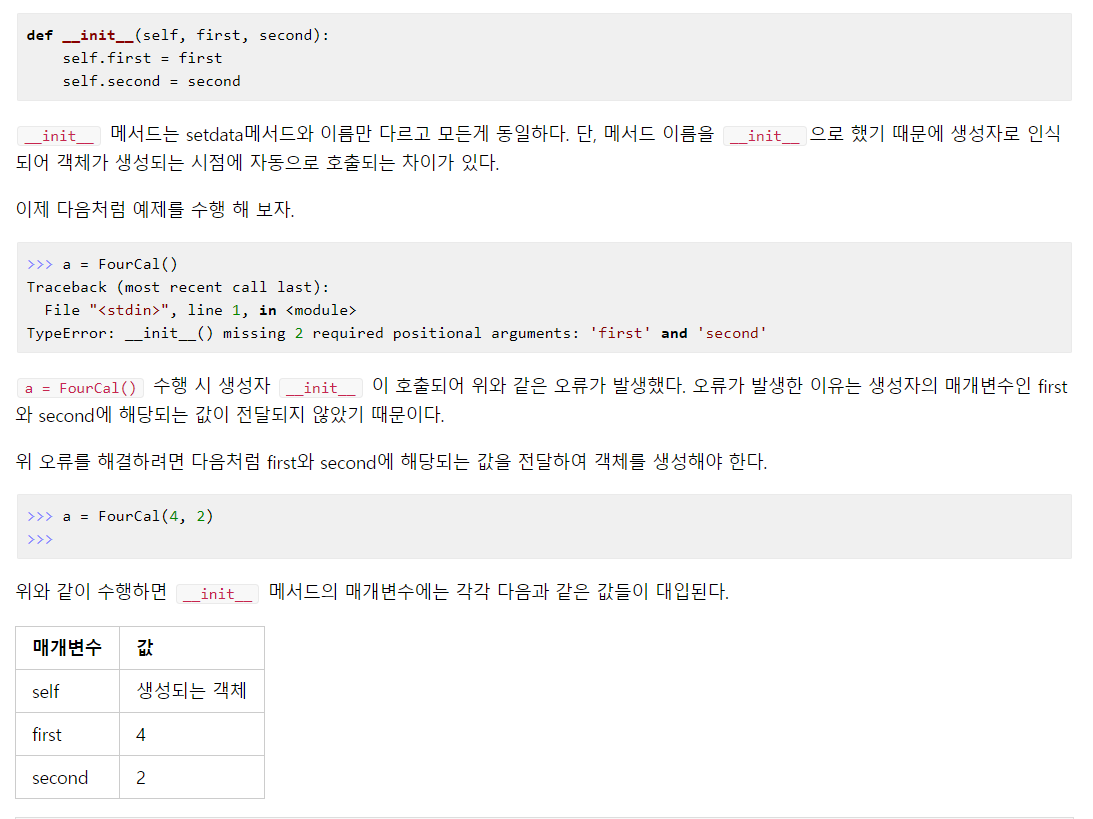 def __init__(self, first, second):
    self.first = first
    self.second = second
__init__ 메서드는 setdata메서드와 이름만 다르고 모든게 동일하다. 단, 메서드 이름을 __init__ 으로 했기 때문에 생성자로 인식
되어 객체가 생성되는 시점에 자동으로 호출되는 차이가 있다.
이제 다음처럼 예제를 수행 해 보자.
>>> a = FourCal()
Traceback (most recent call last):
  File "<stdin>", line 1, in <module>
TypeError: __init__() missing 2 required positional arguments: 'first' and 'second'
a = FourCal() 수행 시 생성자 __init__ 이 호출되어 위와 같은 오류가 발생했다. 오류가 발생한 이유는 생성자의 매개변수인 first
와 second에 해당되는 값이 전달되지 않았기 때문이다.
위 오류를 해결하려면 다음처럼 first와 second에 해당되는 값을 전달하여 객체를 생성해야 한다.
>>> a = FourCal(4, 2)
>>>
위와 같이 수행하면 __init__ 메서드의 매개변수에는 각각 다음과 같은 값들이 대입된다.
매개변수 값
self 생성되는 객체
first 4
second 2